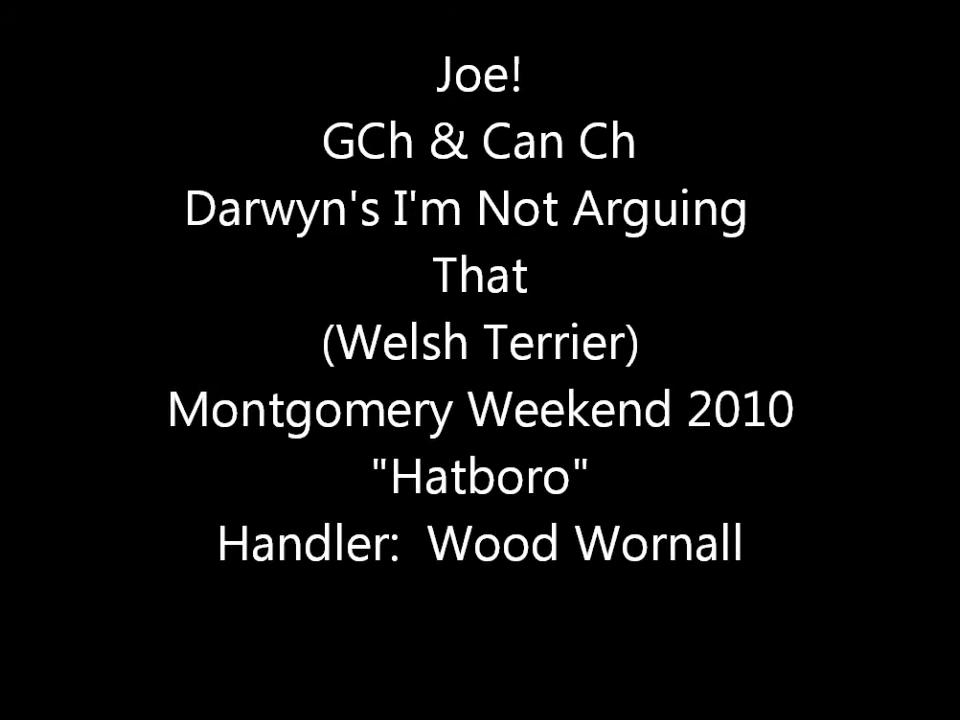 Joe!
GCh & Can Ch
Darwyn's I'm Not Arguing
That
(Welsh Terrier)
Montgomery Weekend 2010
"Hatboro"
Handler:  Wood Wornall